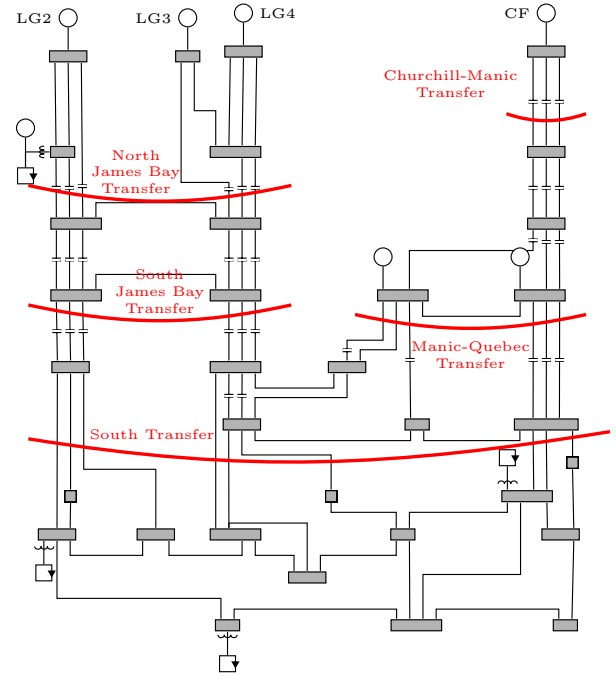 LG2
LG3
LG4
CF
Churchill-Manic
Transfer
North
James Bay
Transfer
South
James Bay
Transfer
Manic-Quebec
Transfer
South Transfer